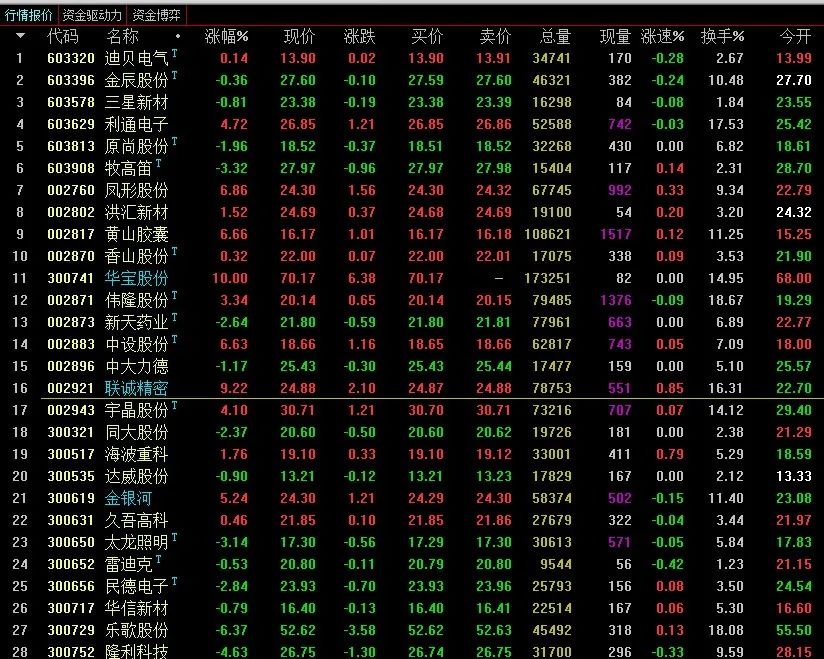 行情报价 资金驱动力 资金博弈
代码 名称 涨幅% 现价 涨跌 买价 卖价 总量 现量 涨速% 换手% 今开
1 603320 迪贝电气T 0.14 13.90 0.02 13.90 13.91 34741 170 -0.28 2.67 13.99
2 603396 金辰股份T -0.36 27.60 -0.10 27.59 27.60 46321 382 -0.24 10.48 27.70
3 603578 三星新材 -0.81 23.38 -0.19 23.38 23.39 16298 84 -0.08 1.84 23.55
4 603629 利通电子 4.72 26.85 1.21 26.85 26.86 52588 742 -0.03 17.53 25.42
5 603813 原尚股份T -1.96 18.52 -0.37 18.51 18.52 32268 430 0.00 6.82 18.61
6 603908 牧高笛T -3.32 27.97 -0.96 27.97 27.98 15404 117 0.14 2.31 28.70
7 002760 凤形股份 6.86 24.30 1.56 24.30 24.32 67745 992 0.33 9.34 22.79
8 002802 洪汇新材 1.52 24.69 0.37 24.68 24.69 19100 54 0.20 3.20 24.32
9 002817 黄山胶囊 6.66 16.17 1.01 16.17 16.18 108621 1517 0.12 11.25 15.25
10 002870 香山股份T 0.32 22.00 0.07 22.00 22.01 17075 338 0.09 3.53 21.90
11 300741 华宝股份 10.00 70.17 6.38 70.17 — 173251 82 0.00 14.95 68.00
12 002871 伟隆股份T 3.34 20.14 0.65 20.14 20.15 79485 1376 -0.09 18.67 19.29
13 002873 新天药业T -2.64 21.80 -0.59 21.80 21.81 77961 663 0.00 6.89 22.77
14 002883 中设股份T 6.63 18.66 1.16 18.65 18.66 62817 743 0.05 7.09 18.00
15 002896 中大力德 -1.17 25.43 -0.30 25.43 25.44 17477 159 0.00 5.10 25.57
16 002921 联诚精密 9.22 24.88 2.10 24.87 24.88 78753 551 0.85 16.31 22.70
17 002943 宇晶股份T 4.10 30.71 1.21 30.70 30.71 73216 707 0.07 14.12 29.40
18 300321 同大股份 -2.37 20.60 -0.50 20.60 20.62 19726 181 0.00 2.38 21.29
19 300517 海波重科 1.76 19.10 0.33 19.10 19.12 33001 411 0.79 5.29 18.59
20 300535 达威股份 -0.90 13.21 -0.12 13.21 13.23 17829 167 0.00 2.12 13.33
21 300619 金银河 5.24 24.30 1.21 24.29 24.30 58374 502 -0.15 11.40 23.08
22 300631 久吾高科 0.46 21.85 0.10 21.85 21.86 27679 322 -0.04 3.44 21.97
23 300650 太龙照明T -3.14 17.30 -0.56 17.29 17.30 30613 571 -0.05 5.84 17.83
24 300652 雷迪克T -0.53 20.80 -0.11 20.79 20.80 9544 56 -0.42 1.23 21.15
25 300656 民德电子T -2.84 23.93 -0.70 23.93 23.96 25793 156 0.08 3.50 24.54
26 300717 华信新材 -0.79 16.40 -0.13 16.40 16.41 22514 167 0.06 5.30 16.60
27 300729 乐歌股份 -6.37 52.62 -3.58 52.62 52.63 45492 318 0.13 18.08 55.50
28 300752 隆利科技 -4.63 26.75 -1.30 26.74 26.75 31700 296 -0.33 9.59 28.15